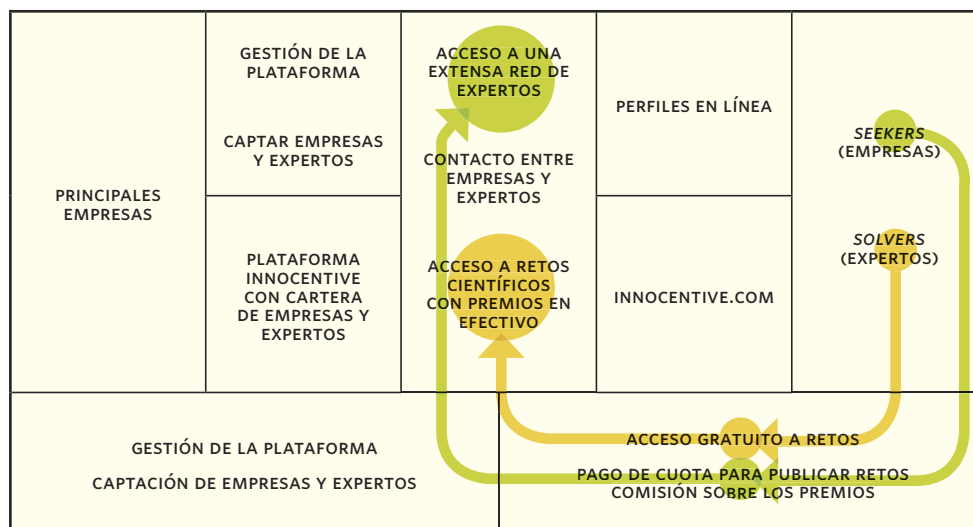 PRINCIPALES
EMPRESAS
GESTIÓN DE LA
PLATAFORMA
CAPTAR EMPRESAS
Y EXPERTOS
PLATAFORMA
INNOCENTIVE
CON CARTERA
DE EMPRESAS Y
EXPERTOS
ACCESO A UNA
EXTENSA RED DE
EXPERTOS
CONTACTO ENTRE
EMPRESAS Y
EXPERTOS
ACCESO A RETOS
CIENTÍFICOS
CON PREMIOS EN
EFECTIVO
PERFILES EN LÍNEA
INNOCENTIVE.COM
SEEKERS
(EMPRESAS)
SOLVERS
(EXPERTOS)
GESTIÓN DE LA PLATAFORMA
CAPTACIÓN DE EMPRESAS Y EXPERTOS
ACCESO GRATUITO A RETOS
PAGO DE CUOTA PARA PUBLICAR RETOS
COMISIÓN SOBRE LOS PREMIOS